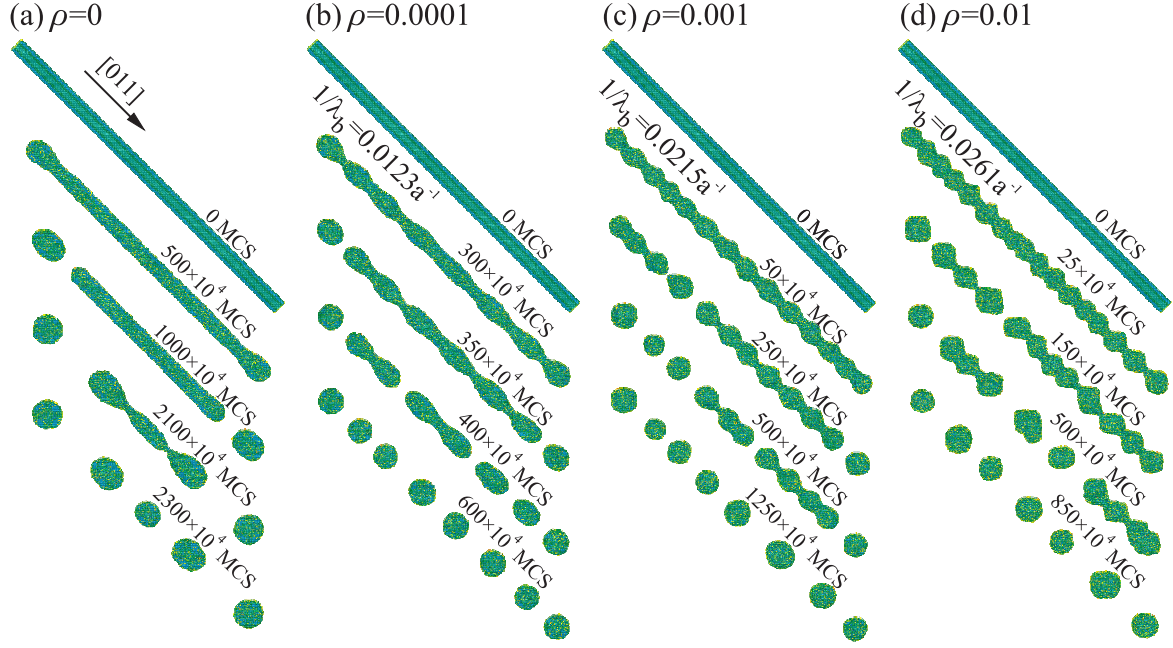 (a) ρ=0
[011]
0 MCS
500×10⁴ MCS
1000×10⁴ MCS
2100×10⁴ MCS
2300×10⁴ MCS
(b) ρ=0.0001
1/λ_b=0.0123a⁻¹
0 MCS
300×10⁴ MCS
350×10⁴ MCS
400×10⁴ MCS
600×10⁴ MCS
(c) ρ=0.001
1/λ_b=0.0215a⁻¹
0 MCS
50×10⁴ MCS
250×10⁴ MCS
500×10⁴ MCS
1250×10⁴ MCS
(d) ρ=0.01
1/λ_b=0.0261a⁻¹
0 MCS
25×10⁴ MCS
150×10⁴ MCS
500×10⁴ MCS
850×10⁴ MCS